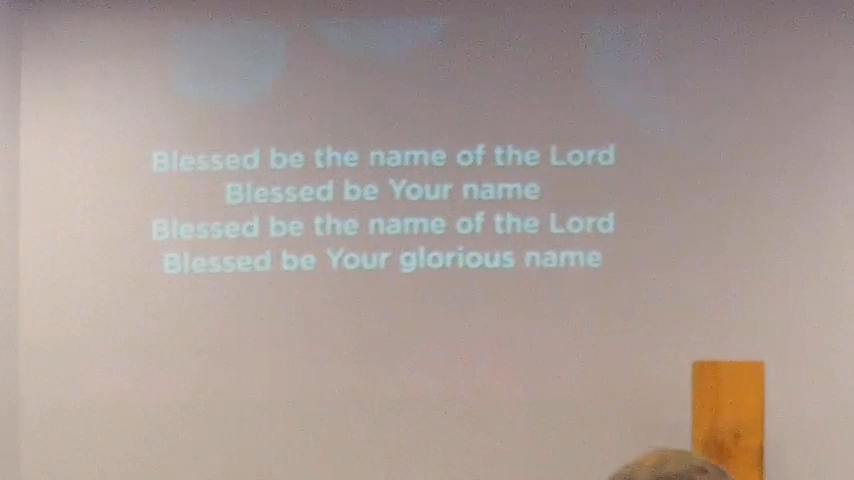 Blessed be the name of the Lord
Blessed be Your name
Blessed be the name of the Lord
Blessed be Your glorious name